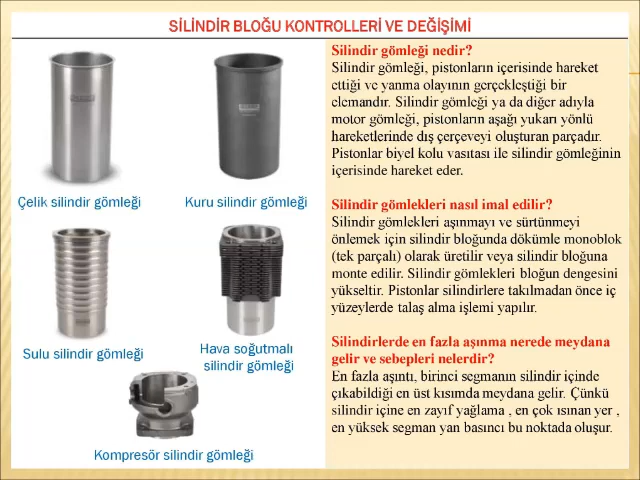 SİLİNDİR BLOĞU KONTROLLERİ VE DEĞİŞİMİ
Çelik silindir gömleği
Kuru silindir gömleği
Sulu silindir gömleği
Hava soğutmalı
silindir gömleği
Kompresör silindir gömleği
Silindir gömleği nedir?
Silindir gömleği, pistonların içerisinde hareket
ettiği ve yanma olayının gerçekleştiği bir
elemandır. Silindir gömleği ya da diğer adıyla
motor gömleği, pistonların aşağı yukarı yönlü
hareketlerinde dış çerçeveyi oluşturan parçadır.
Pistonlar biyel kolu vasıtası ile silindir gömleğinin
içerisinde hareket eder.
Silindir gömlekleri nasıl imal edilir?
Silindir gömlekleri aşınmayı ve sürtünmeyi
önlemek için silindir bloğunda dökümle monoblok
(tek parçalı) olarak üretilir veya silindir bloğuna
monte edilir. Silindir gömlekleri bloğun dengesini
yükseltir. Pistonlar silindirlere takılmadan önce iç
yüzeylerde talaş alma işlemi yapılır.
Silindirlerde en fazla aşınma nerede meydana
gelir ve sebepleri nelerdir?
En fazla aşıntı, birinci segmanın silindir içinde
çıkabildiği en üst kısımda meydana gelir. Çünkü
silindir içine en zayıf yağlama , en çok ısınan yer ,
en yüksek segman yan basıncı bu noktada oluşur.